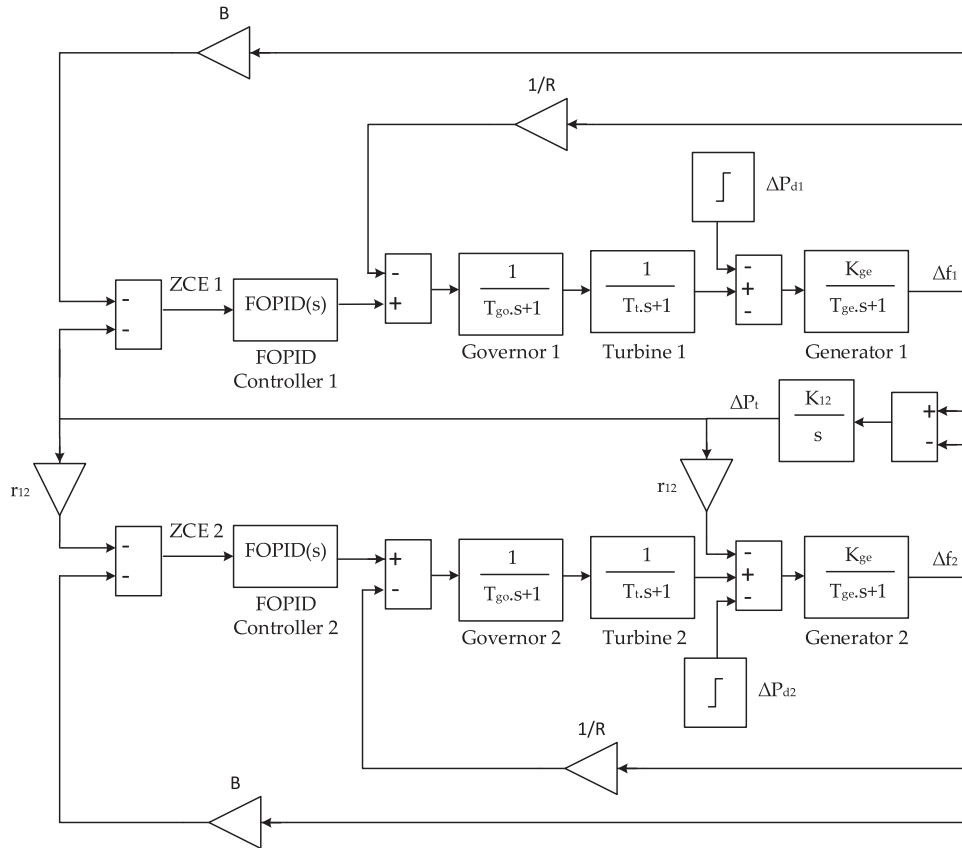 B
1/R
ΔPd1
-
-
ZCE 1
FOPID(s)
FOPID
Controller 1
-
+
1
Tgo.s+1
Governor 1
1
Tt.s+1
Turbine 1
-
+
-
Kge
Tge.s+1
Generator 1
Δf1
ΔPt
K12
s
+
-
r12
r12
-
-
ZCE 2
FOPID(s)
FOPID
Controller 2
+
-
1
Tgo.s+1
Governor 2
1
Tt.s+1
Turbine 2
-
+
-
Kge
Tge.s+1
Generator 2
Δf2
ΔPd2
1/R
B